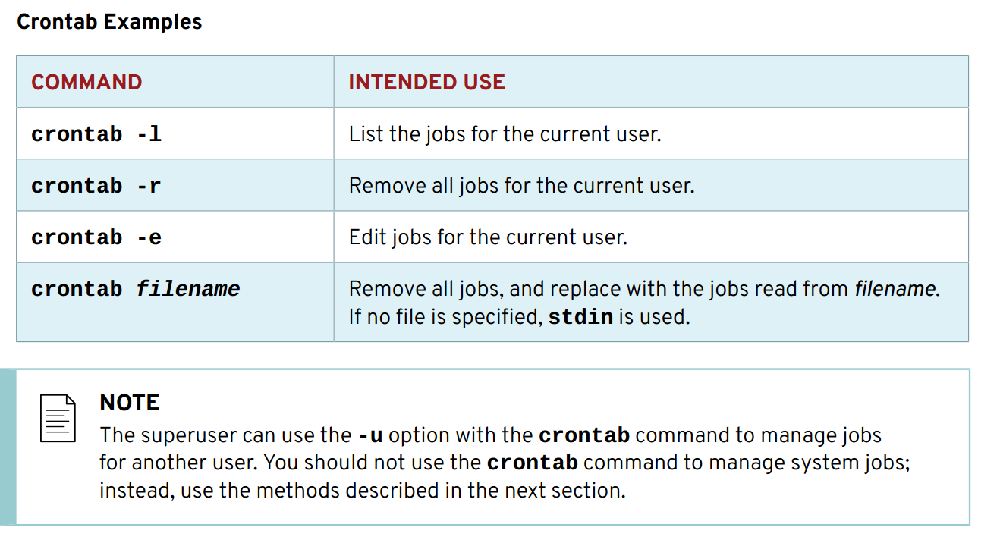 Crontab Examples
COMMAND INTENDED USE
crontab -l List the jobs for the current user.
crontab -r Remove all jobs for the current user.
crontab -e Edit jobs for the current user.
crontab filename Remove all jobs, and replace with the jobs read from filename.
If no file is specified, stdin is used.
NOTE
The superuser can use the -u option with the crontab command to manage jobs
for another user. You should not use the crontab command to manage system jobs;
instead, use the methods described in the next section.